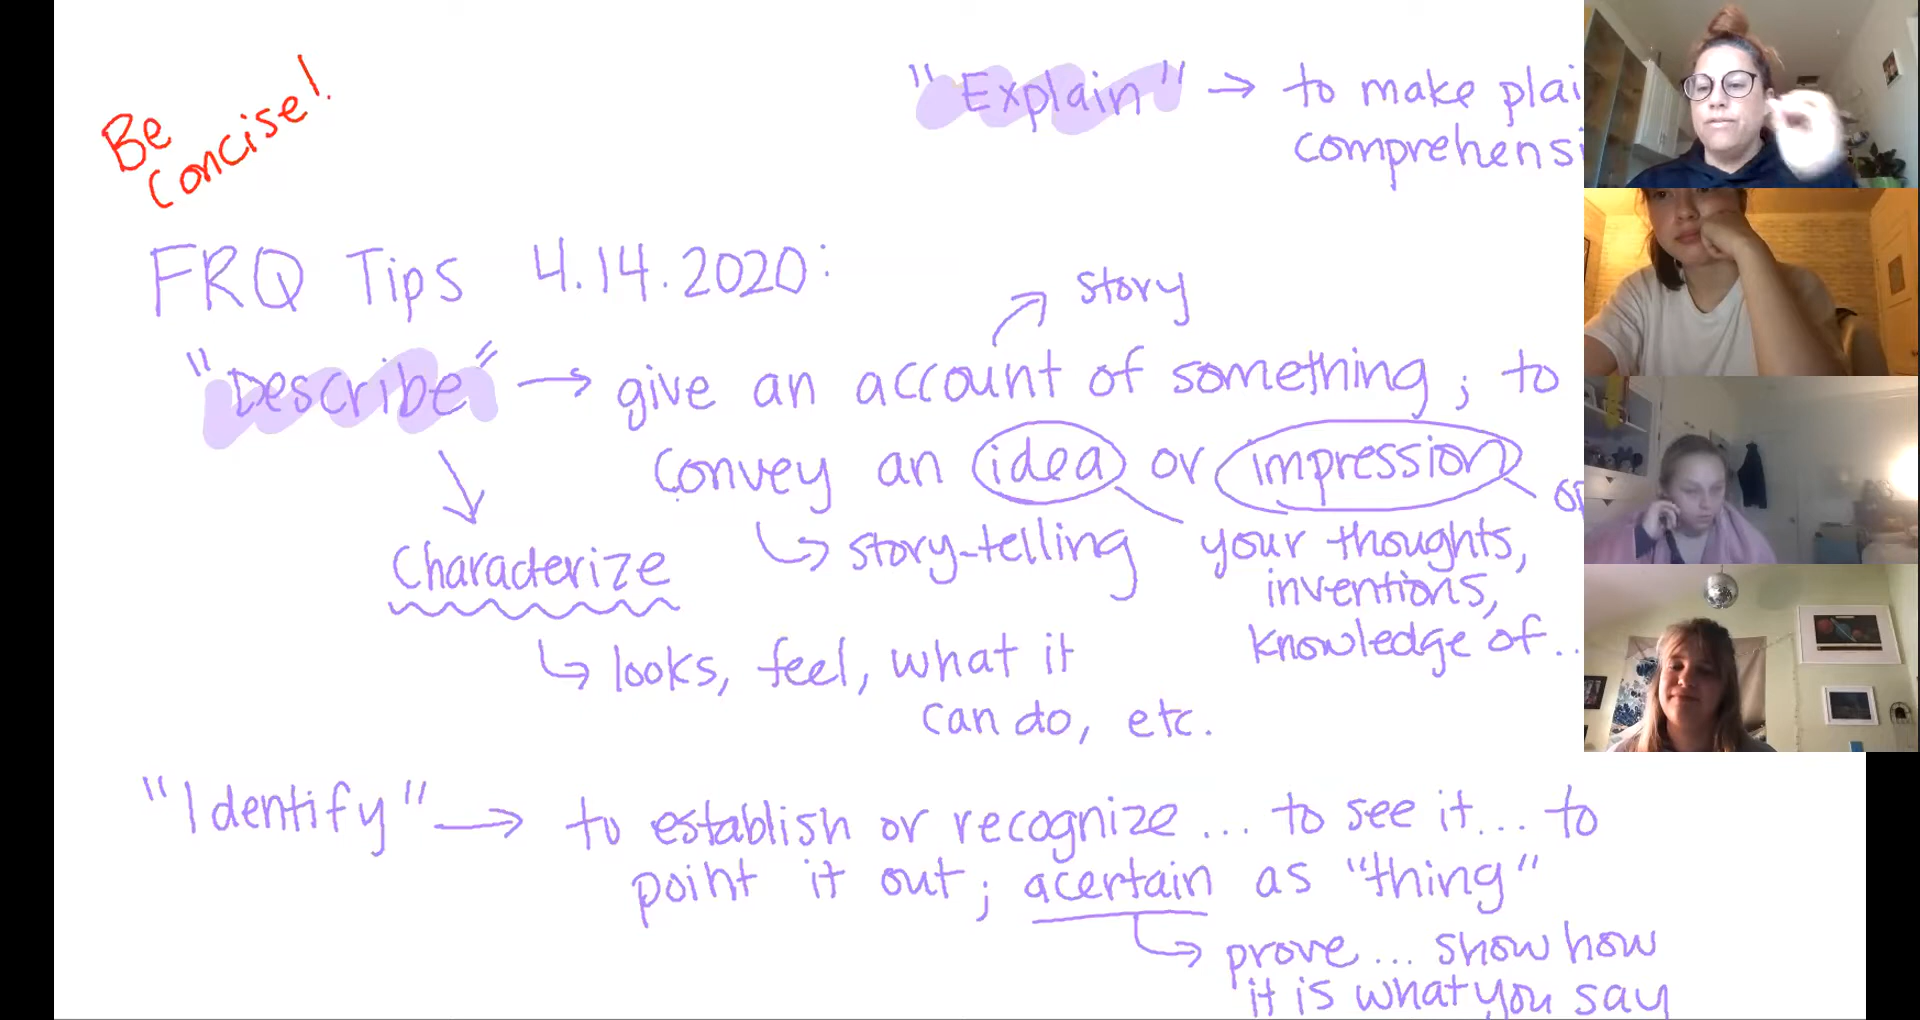 Be
Concise!
"Explain" → to make plai
comprehensi
FRQ Tips 4.14.2020:
story
"Describe" → give an account of something; to
convey an idea or impression
story-telling
your thoughts,
inventions,
knowledge of...
Characterize
looks, feel, what it
can do, etc.
"Identify" → to establish or recognize... to see it... to
point it out; acertain as "thing"
prove... show how
it is what you say